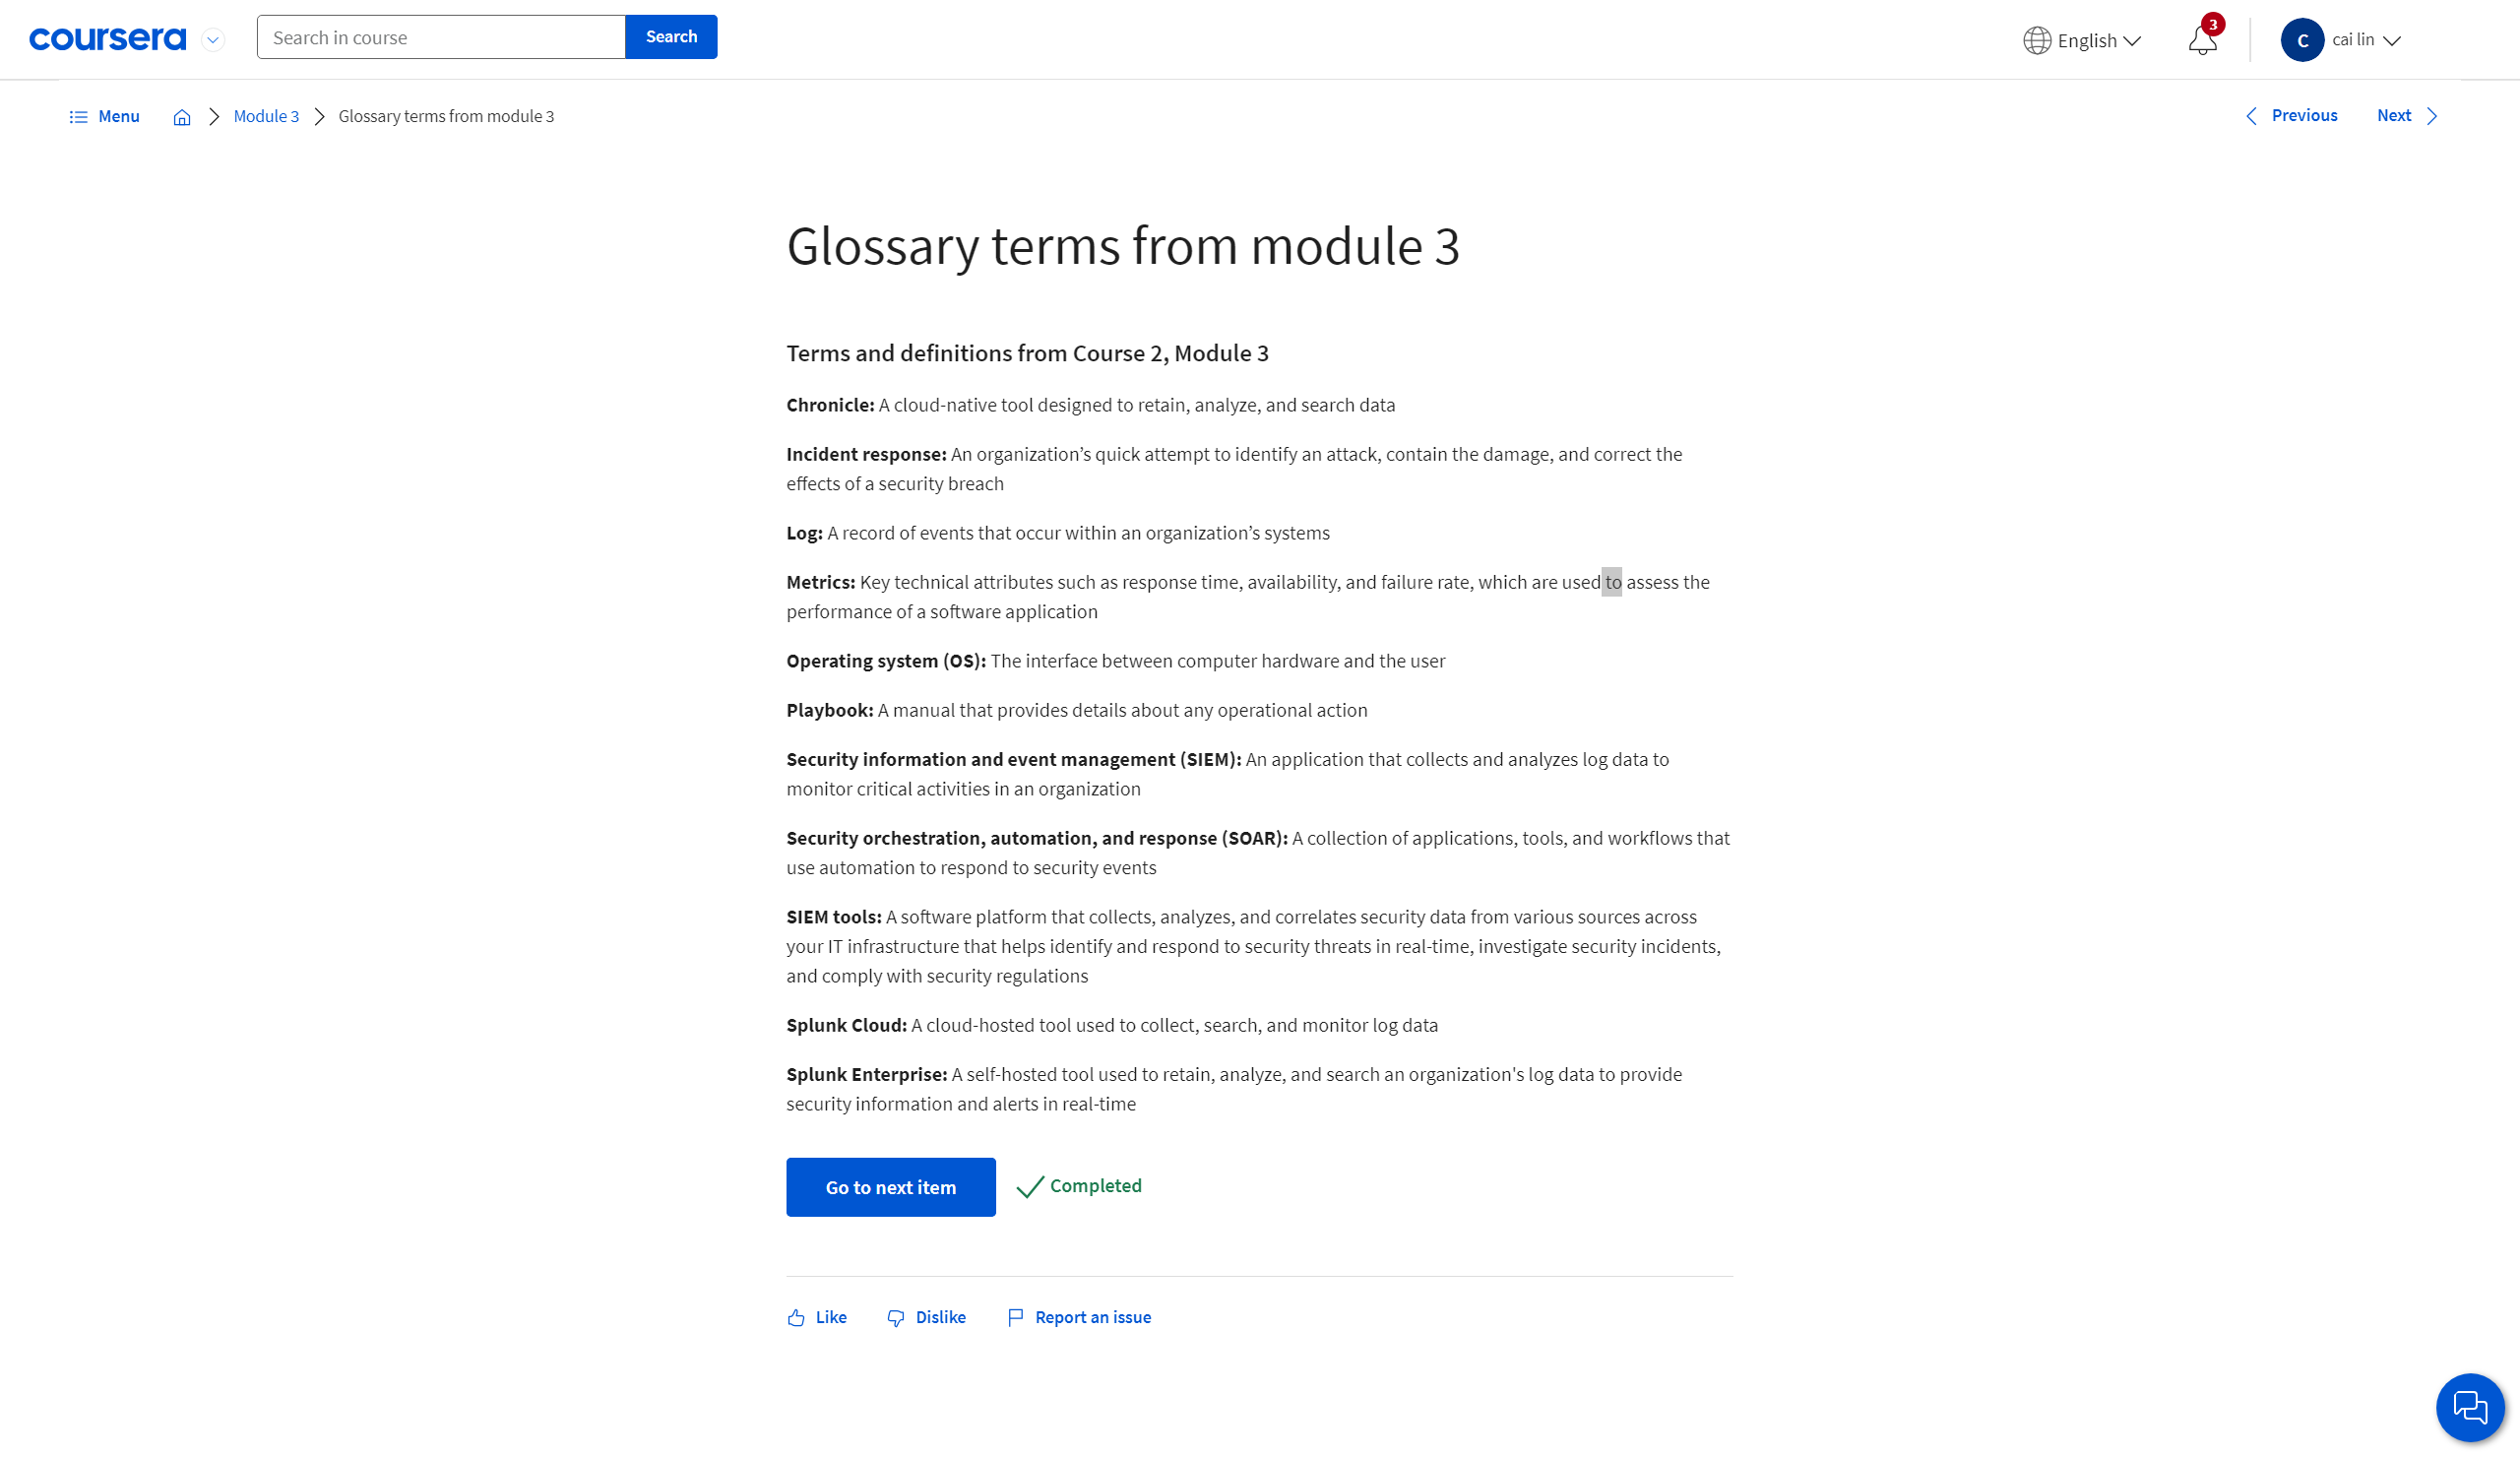 coursera
Search in course
Search
English
3
C
cai lin
Menu
Module 3
Glossary terms from module 3
Previous
Next
Glossary terms from module 3
Terms and definitions from Course 2, Module 3
Chronicle: A cloud-native tool designed to retain, analyze, and search data
Incident response: An organization’s quick attempt to identify an attack, contain the damage, and correct the
effects of a security breach
Log: A record of events that occur within an organization’s systems
Metrics: Key technical attributes such as response time, availability, and failure rate, which are used to assess the
performance of a software application
Operating system (OS): The interface between computer hardware and the user
Playbook: A manual that provides details about any operational action
Security information and event management (SIEM): An application that collects and analyzes log data to
monitor critical activities in an organization
Security orchestration, automation, and response (SOAR): A collection of applications, tools, and workflows that
use automation to respond to security events
SIEM tools: A software platform that collects, analyzes, and correlates security data from various sources across
your IT infrastructure that helps identify and respond to security threats in real-time, investigate security incidents,
and comply with security regulations
Splunk Cloud: A cloud-hosted tool used to collect, search, and monitor log data
Splunk Enterprise: A self-hosted tool used to retain, analyze, and search an organization's log data to provide
security information and alerts in real-time
Go to next item
Completed
Like
Dislike
Report an issue